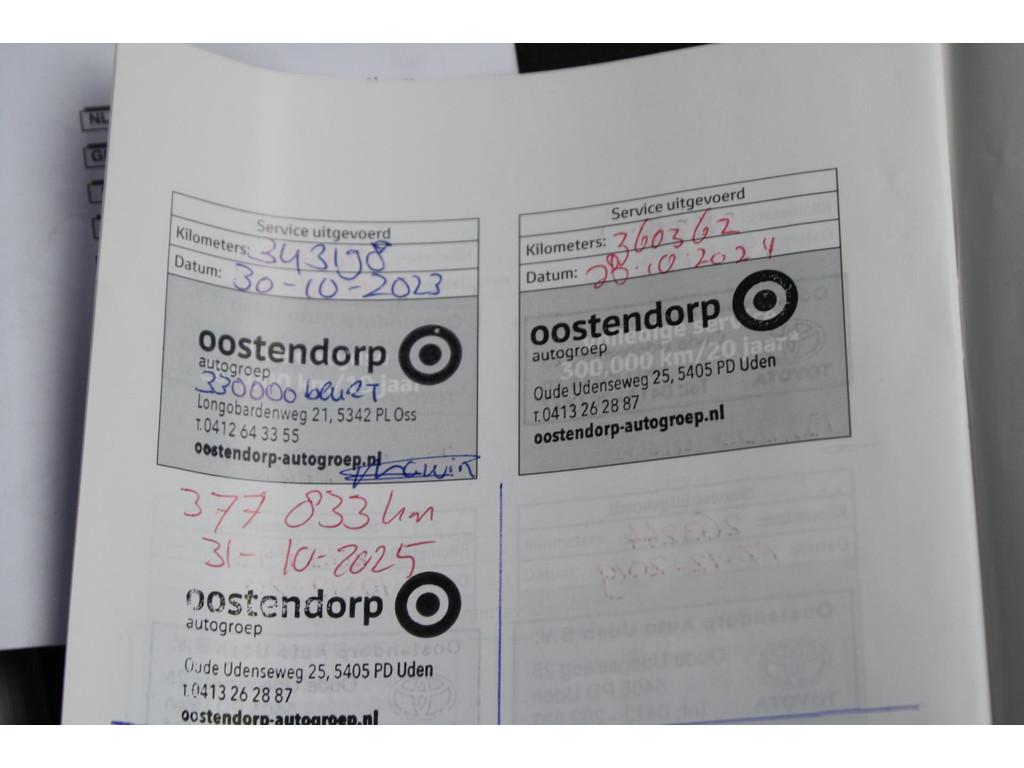 NL
Service uitgevoerd
Kilometers: 343198
Datum: 30-10-2023
oostendorp
autogroep
330000 beurt
Longobardenweg 21, 5342 PL Oss
T.0412 64 33 55
oostendorp-autogroep.nl
Service uitgevoerd
Kilometers: 360362
Datum: 28-10-2024
volledige service
300.000 km/20 jaar*
oostendorp
autogroep
Oude Udenseweg 25, 5405 PD Uden
T.0413 26 28 87
oostendorp-autogroep.nl
377 833 km
31-10-2025
oostendorp
autogroep
Oude Udenseweg 25, 5405 PD Uden
T.0413 26 28 87
oostendorp-autogroep.nl